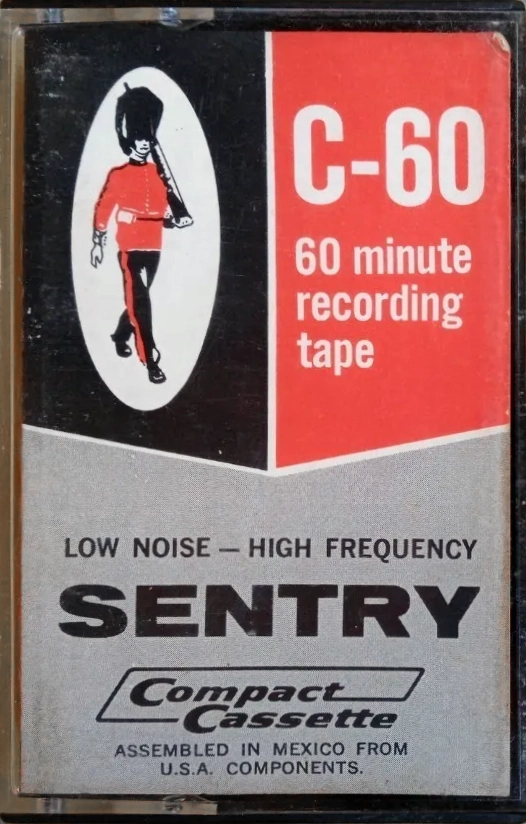 C-60
60 minute
recording
tape
LOW NOISE — HIGH FREQUENCY
SENTRY
Compact
Cassette
ASSEMBLED IN MEXICO FROM
U.S.A. COMPONENTS.